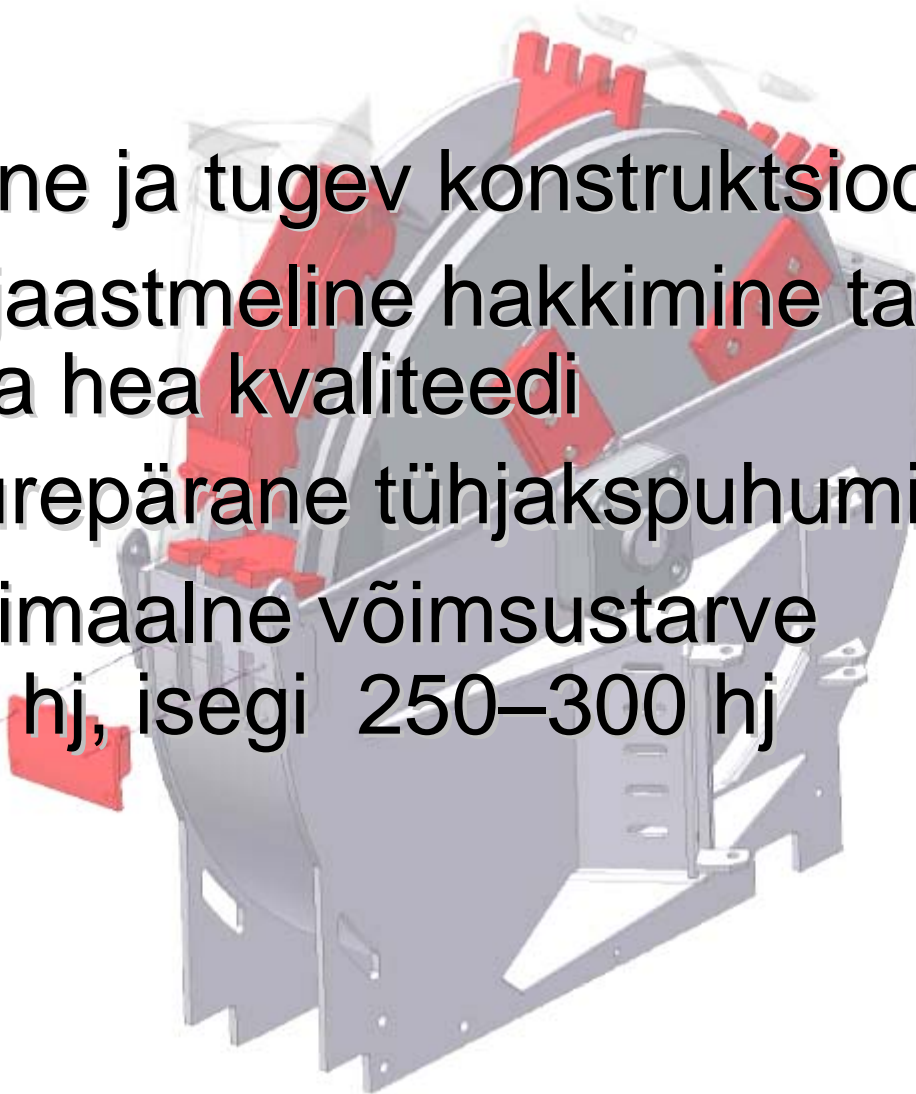 ne ja tugev konstruktsioo
jaastmeline hakkimine ta
a hea kvaliteedi
urepärane tühjakspuhumi
imaalne võimsustarve
hj, isegi 250–300 hj